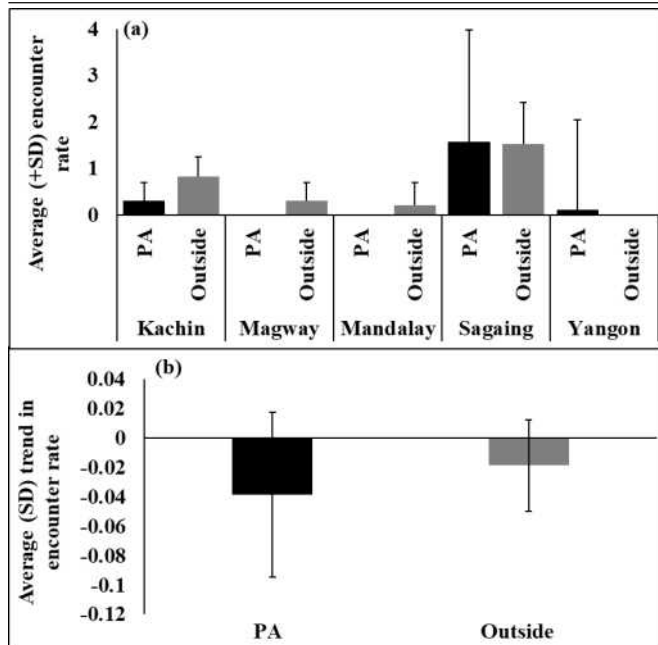 (a)
Average (+SD) encounter
rate
4
3
2
1
0
PA
Outside
PA
Outside
PA
Outside
PA
Outside
PA
Outside
Kachin
Magway
Mandalay
Sagaing
Yangon
(b)
Average (SD) trend in
encounter rate
0.04
0.02
0
-0.02
-0.04
-0.06
-0.08
-0.1
-0.12
PA
Outside